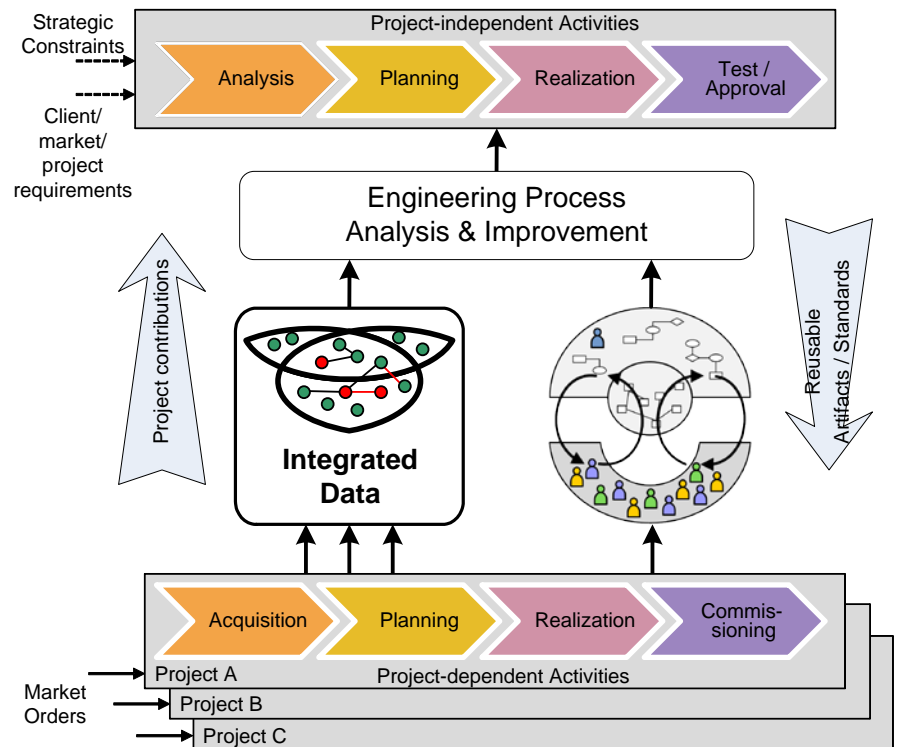 Strategic
Constraints
Client/
market/
project
requirements
Project-independent Activities
Analysis
Planning
Realization
Test /
Approval
Engineering Process
Analysis & Improvement
Project contributions
Integrated
Data
Reusable
Artifacts / Standards
Acquisition
Planning
Realization
Commis-
sioning
Project A
Project-dependent Activities
Market
Orders
Project B
Project C